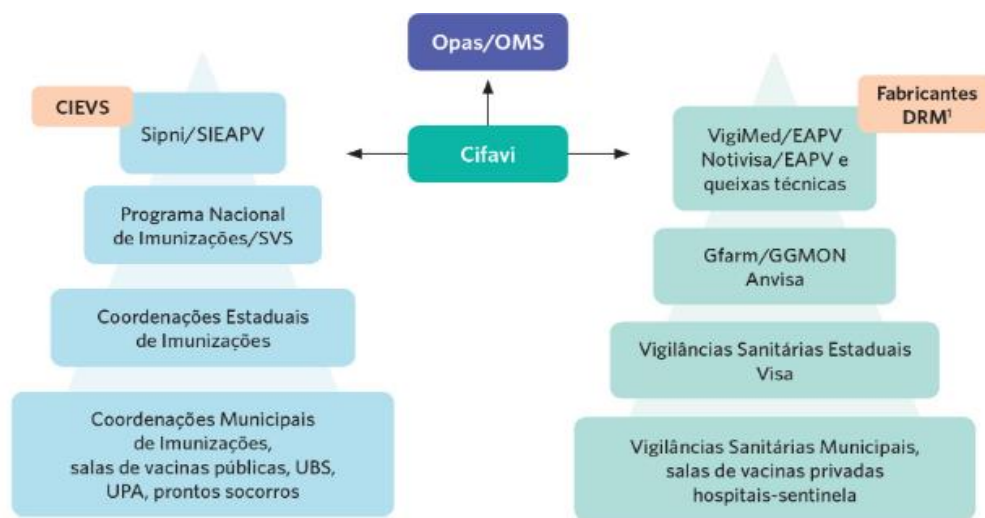 Opas/OMS
CIEVS
Sipni/SIEAPV
Cifavi
Fabricantes
DRM¹
VigiMed/EAPV
Notivisa/EAPV e
queixas técnicas
Programa Nacional
de Imunizações/SVS
Gfarm/GGMON
Anvisa
Coordenações Estaduais
de Imunizações
Vigilâncias Sanitárias Estaduais
Visa
Coordenações Municipais
de Imunizações,
salas de vacinas públicas, UBS,
UPA, prontos socorros
Vigilâncias Sanitárias Municipais,
salas de vacinas privadas
hospitais-sentinela